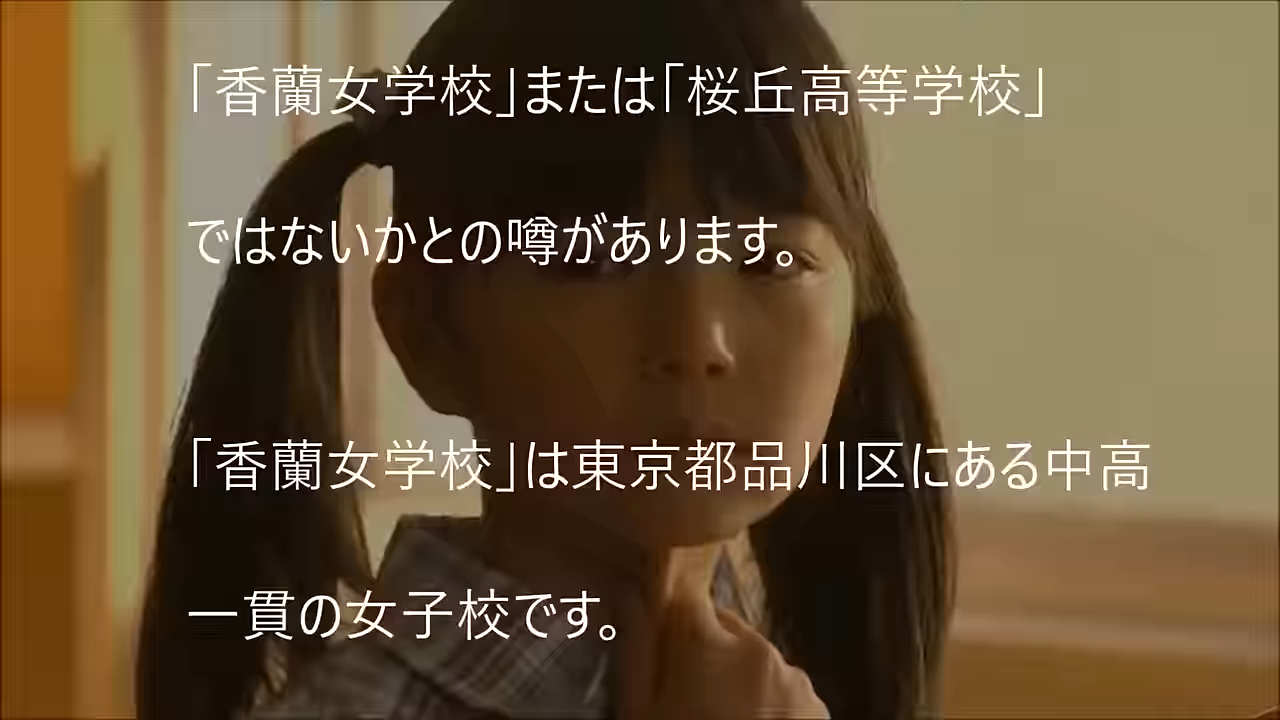 「香蘭女学校」または「桜丘高等学校」
ではないかとの噂があります。
「香蘭女学校」は東京都品川区にある中高
一貫の女子校です。